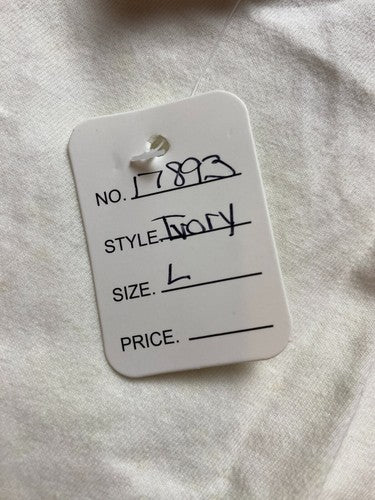 NO. 17893
STYLE. Ivory
SIZE. L
PRICE.